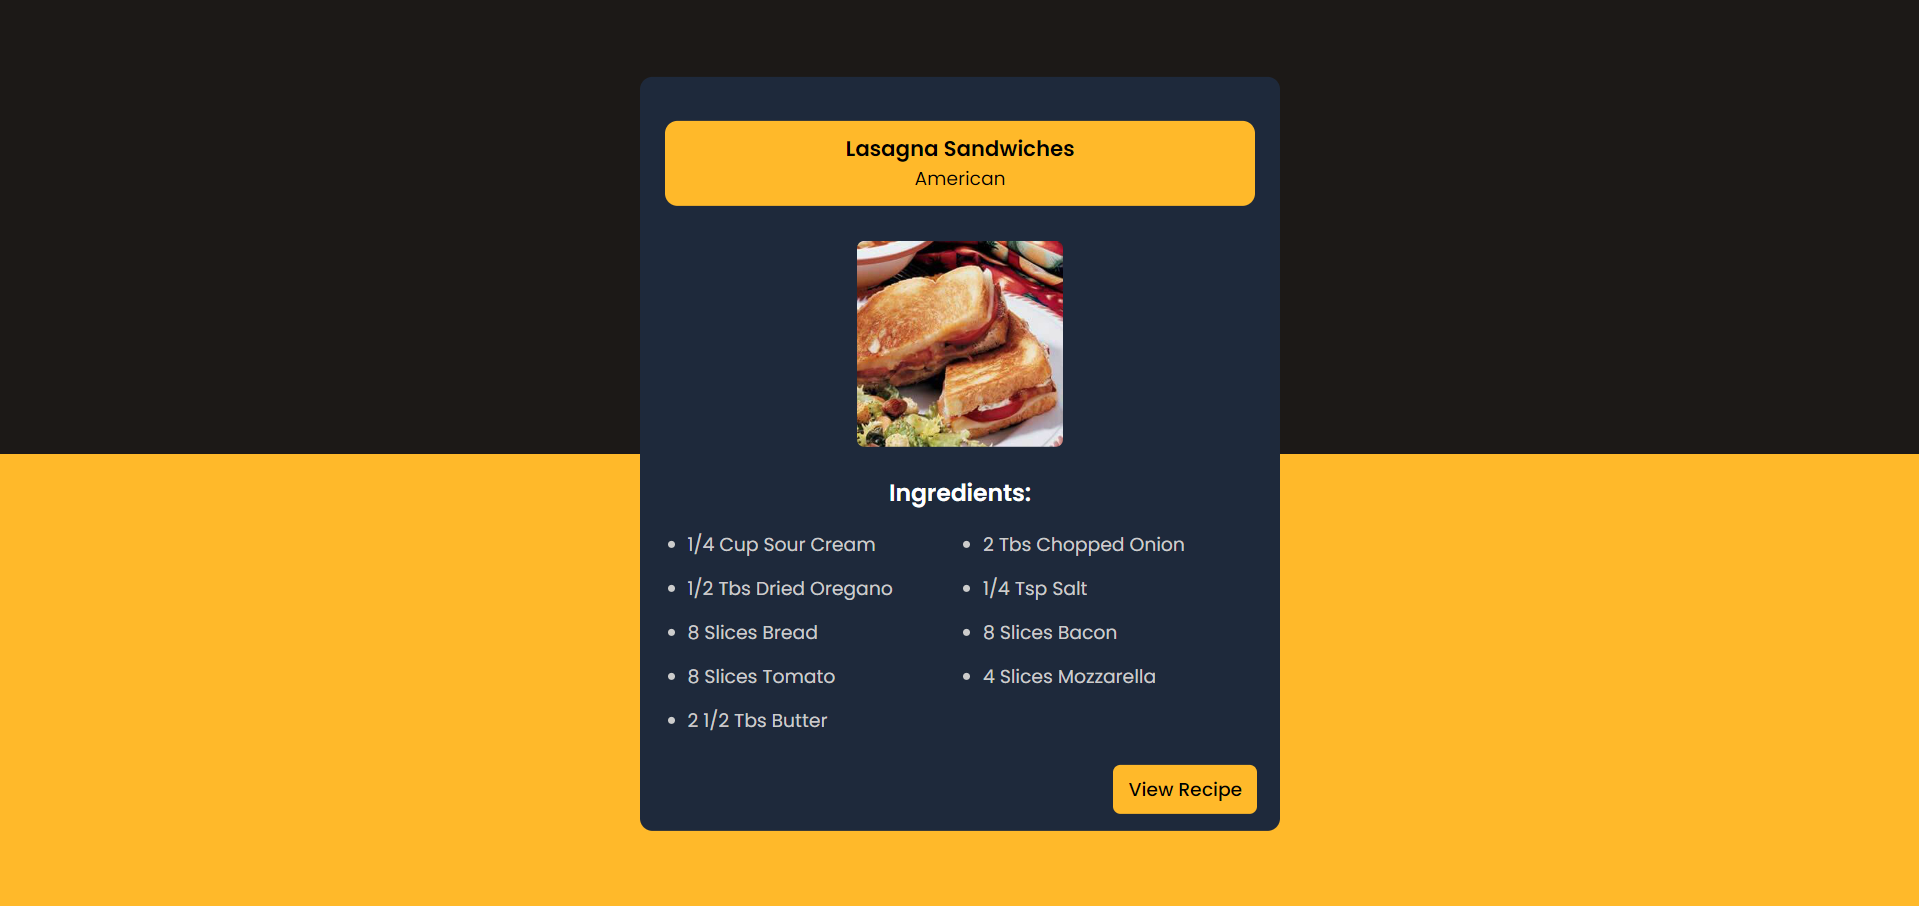 Lasagna Sandwiches
American
Ingredients:
1/4 Cup Sour Cream
2 Tbs Chopped Onion
1/2 Tbs Dried Oregano
1/4 Tsp Salt
8 Slices Bread
8 Slices Bacon
8 Slices Tomato
4 Slices Mozzarella
2 1/2 Tbs Butter
View Recipe